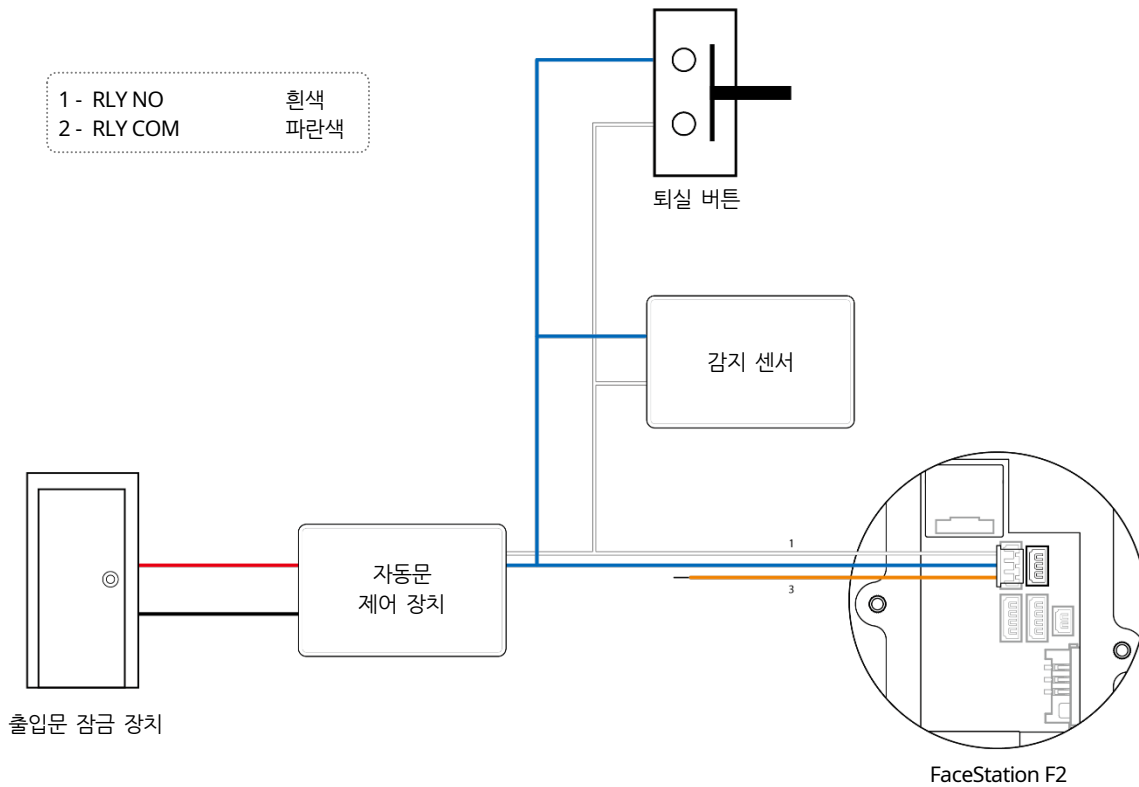 1 - RLY NO 흰색
2 - RLY COM 파란색
퇴실 버튼
감지 센서
1
자동문
제어 장치
3
출입문 잠금 장치
FaceStation F2